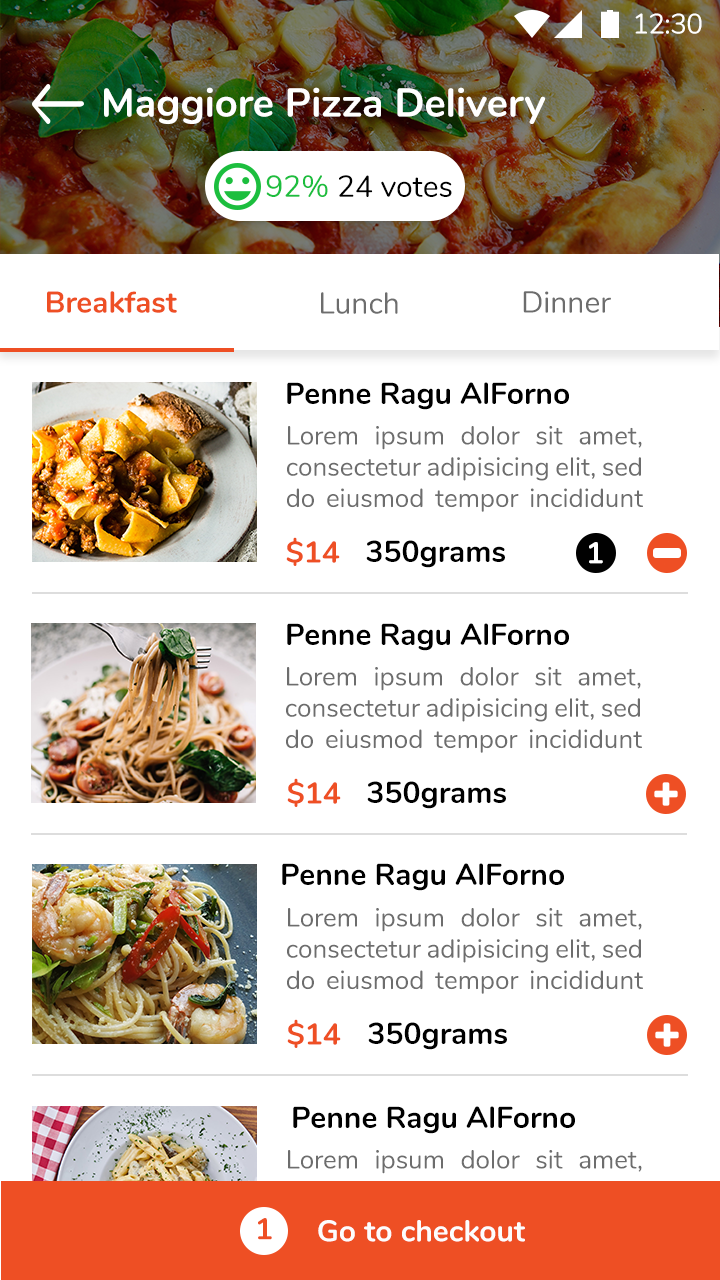 12:30
Maggiore Pizza Delivery
92% 24 votes
Breakfast Lunch Dinner
Penne Ragu AlForno
Lorem ipsum dolor sit amet,
consectetur adipisicing elit, sed
do eiusmod tempor incididunt
$14 350grams 1
Penne Ragu AlForno
Lorem ipsum dolor sit amet,
consectetur adipisicing elit, sed
do eiusmod tempor incididunt
$14 350grams
Penne Ragu AlForno
Lorem ipsum dolor sit amet,
consectetur adipisicing elit, sed
do eiusmod tempor incididunt
$14 350grams
Penne Ragu AlForno
Lorem ipsum dolor sit amet,
1 Go to checkout